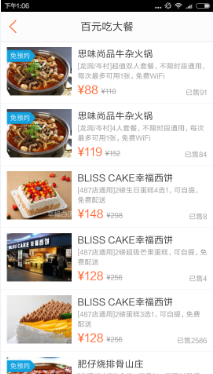 下午1:06
百元吃大餐
免预约
思味尚品牛杂火锅
[龙岗/布村]超值双人套餐，不限时段通用，
每次最多可用1张，免费WiFi
¥88 ¥110
已售91
免预约
思味尚品牛杂火锅
[龙岗/布村]4人套餐，不限时段通用，每
次最多可用1张，免费WiFi
¥119 ¥152
已售84
BLISS CAKE幸福西饼
[487店通用]2磅生日蛋糕4选1，可自提，
免费配送
¥148 ¥298
已售8
BLISS CAKE幸福西饼
[487店通用]2磅超级芒果蛋糕，可自提，免
费配送
¥128 ¥256
已售4
BLISS CAKE幸福西饼
[487店通用]2磅蛋糕3选1，可自提，免费
配送
¥128 ¥256
已售2586
免预约
肥仔烧排骨山庄